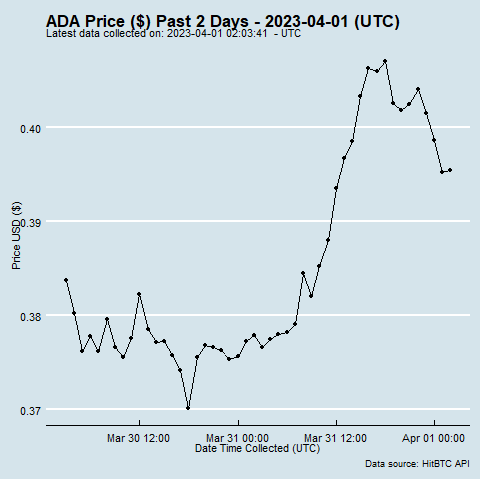 ADA Price ($) Past 2 Days - 2023-04-01 (UTC)
Latest data collected on: 2023-04-01 02:03:41  - UTC
0.40
0.39
0.38
0.37
Price USD ($)
Mar 30 12:00
Mar 31 00:00
Mar 31 12:00
Apr 01 00:00
Date Time Collected (UTC)
Data source: HitBTC API